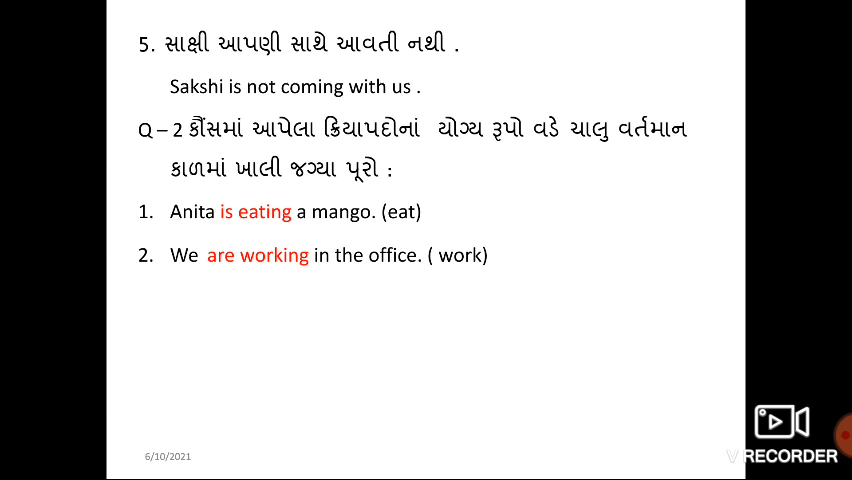 5. સાક્ષી આપણી સાથે આવતી નથી .
Sakshi is not coming with us .
Q – 2 કૌંસમાં આપેલા ક્રિયાપદોનાં યોગ્ય રૂપો વડે ચાલુ વર્તમાન
કાળમાં ખાલી જગ્યા પૂરો :
1. Anita is eating a mango. (eat)
2. We are working in the office. ( work)
6/10/2021
V RECORDER